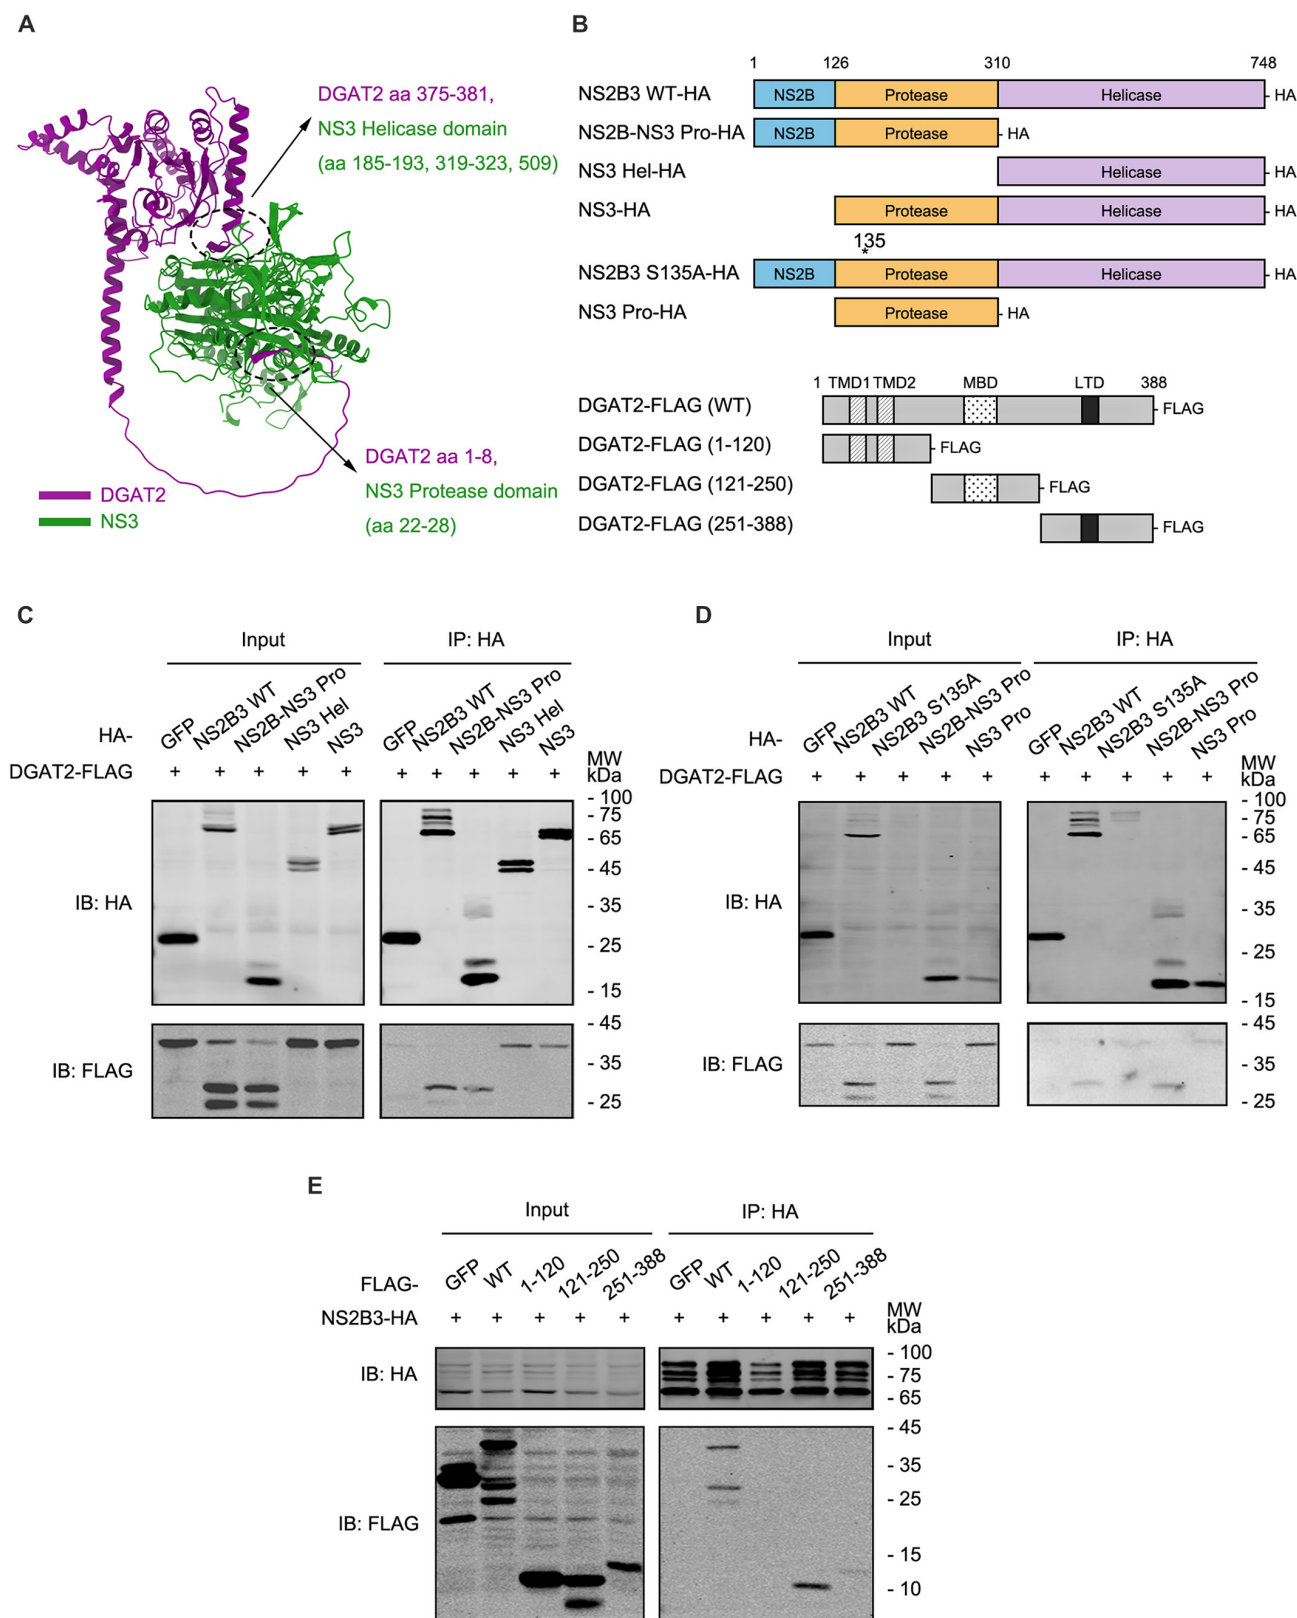 A
DGAT2 aa 375-381,
NS3 Helicase domain
(aa 185-193, 319-323, 509)
DGAT2 aa 1-8,
NS3 Protease domain
(aa 22-28)
DGAT2
NS3
B
1 126 310 748
NS2B3 WT-HA NS2B Protease Helicase HA
NS2B-NS3 Pro-HA NS2B Protease HA
NS3 Hel-HA Helicase HA
NS3-HA Protease Helicase HA
135
*
NS2B3 S135A-HA NS2B Protease Helicase HA
NS3 Pro-HA Protease HA
1 TMD1 TMD2 MBD LTD 388
DGAT2-FLAG (WT) FLAG
DGAT2-FLAG (1-120) FLAG
DGAT2-FLAG (121-250) FLAG
DGAT2-FLAG (251-388) FLAG
C
Input IP: HA
HA- GFP NS2B3 WT NS2B-NS3 Pro NS3 Hel NS3 GFP NS2B3 WT NS2B-NS3 Pro NS3 Hel NS3
MW
kDa
DGAT2-FLAG + + + + + + + + + +
IB: HA
- 100
- 75
- 65
- 45
- 35
- 25
- 15
IB: FLAG
- 45
- 35
- 25
D
Input IP: HA
HA- GFP NS2B3 WT NS2B3 S135A NS2B-NS3 Pro NS3 Pro GFP NS2B3 WT NS2B3 S135A NS2B-NS3 Pro NS3 Pro
MW
kDa
DGAT2-FLAG + + + + + + + + + +
IB: HA
- 100
- 75
- 65
- 45
- 35
- 25
- 15
IB: FLAG
- 45
- 35
- 25
E
Input IP: HA
FLAG- GFP WT 1-120 121-250 251-388 GFP WT 1-120 121-250 251-388
NS2B3-HA + + + + + + + + + +
MW
kDa
IB: HA
- 100
- 75
- 65
IB: FLAG
- 45
- 35
- 25
- 15
- 10